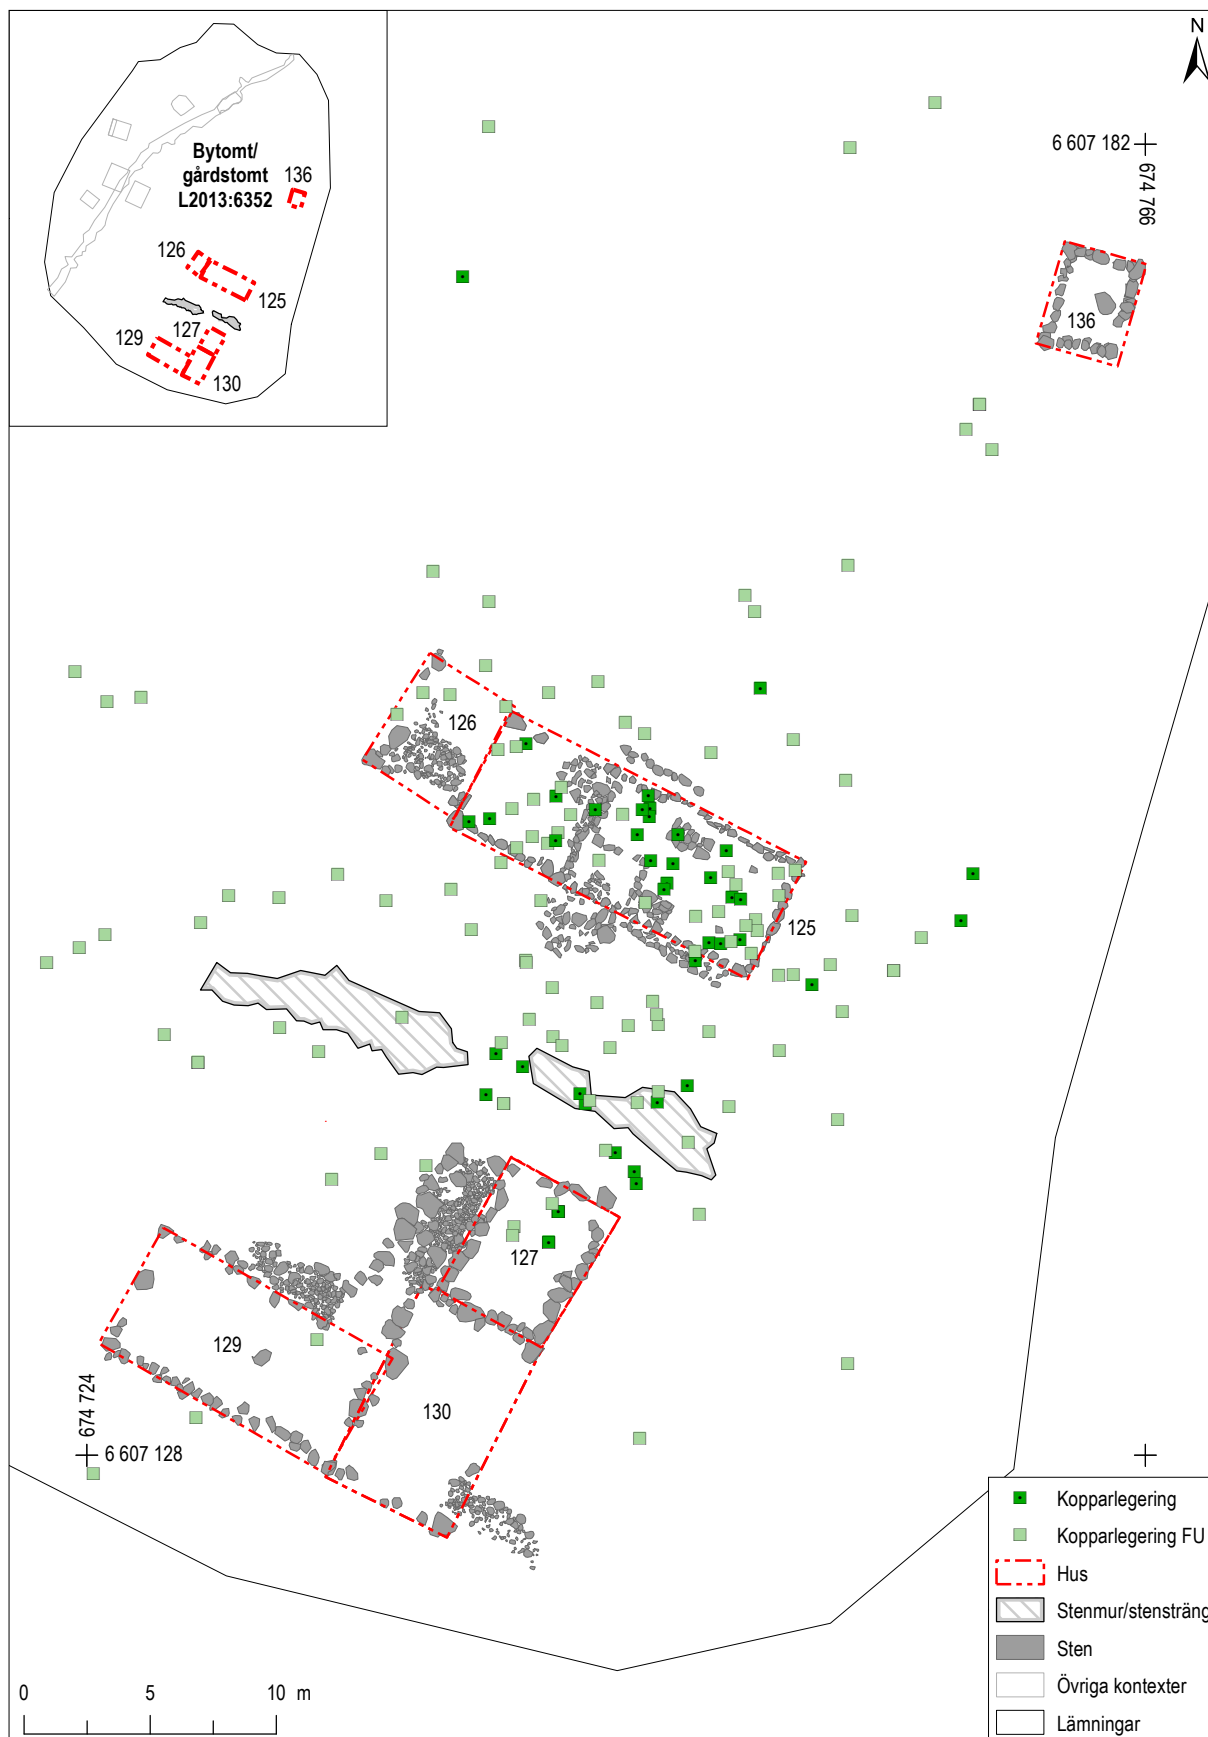 N
Bytomt/
gårdstomt
L2013:6352
136
126
125
127
129
130
6 607 182
674 766
136
126
125
127
129
130
674 724
6 607 128
Kopparlegering
Kopparlegering FU
Hus
Stenmur/stensträng
Sten
Övriga kontexter
Lämningar
0 5 10 m